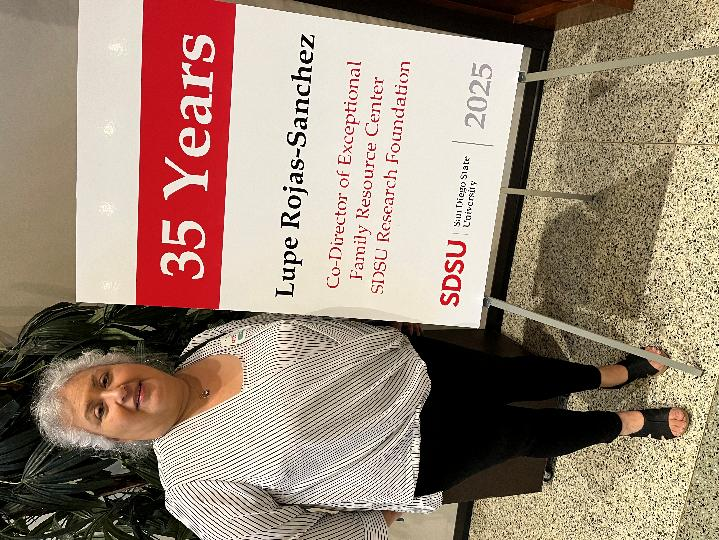 35 Years
Lupe Rojas-Sanchez
Co-Director of Exceptional
Family Resource Center
SDSU Research Foundation
SDSU
San Diego State
University
2025